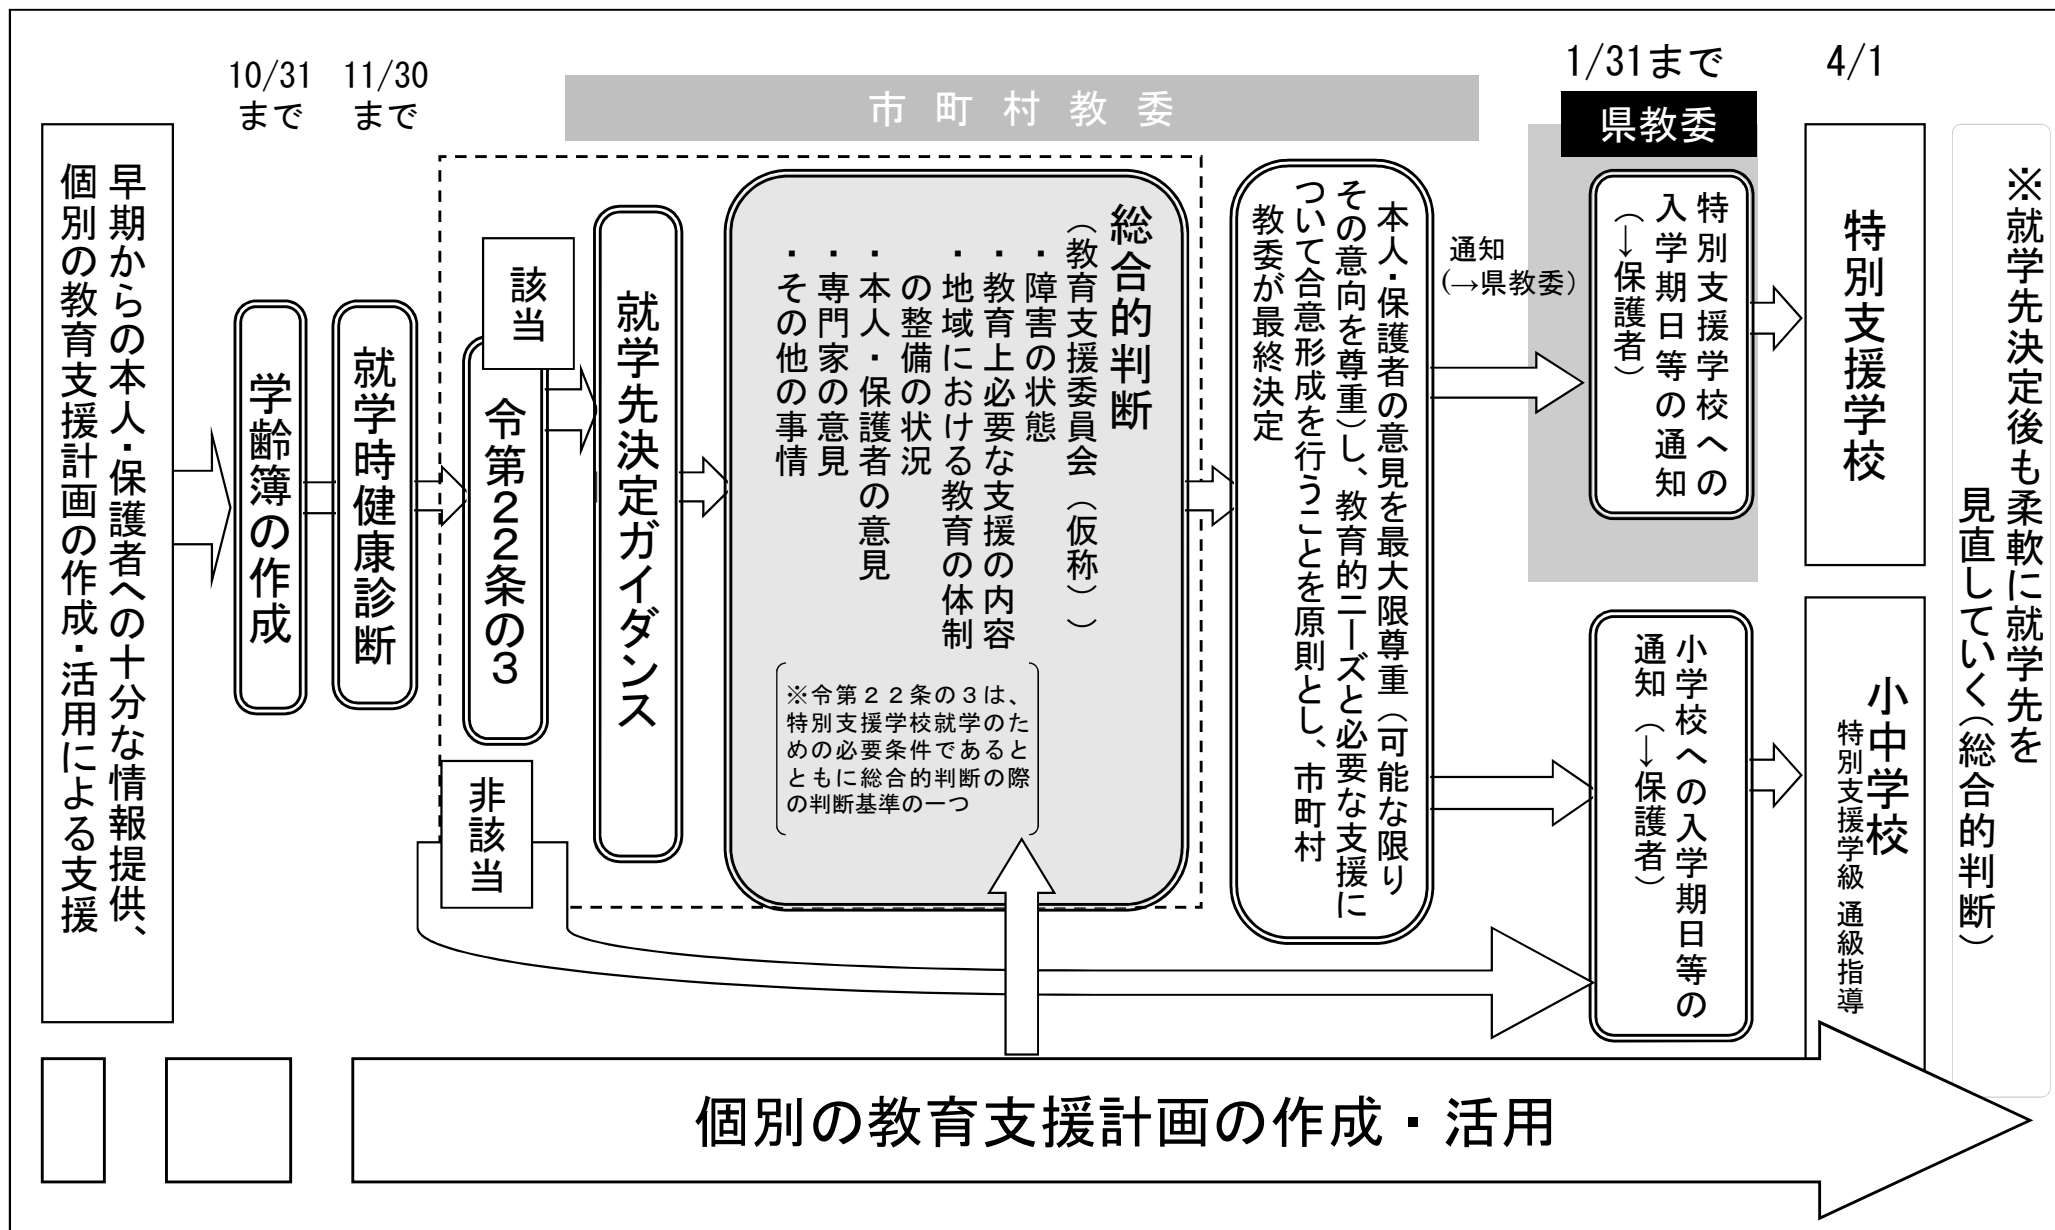 10/31
まで
11/30
まで
市町村教委
1/31まで
県教委
4/1
早期からの本人・保護者への十分な情報提供、
個別の教育支援計画の作成・活用による支援
学齢簿の作成
就学時健康診断
該当
令第２２条の３
非該当
就学先決定ガイダンス
総合的判断
（教育支援委員会（仮称））
・障害の状態
・教育上必要な支援の内容
・地域における教育の体制
の整備の状況
・本人・保護者の意見
・専門家の意見
・その他の事情
※令第２２条の３は、
特別支援学校就学のた
めの必要条件であると
ともに総合的判断の際
の判断基準の一つ
本人・保護者の意見を最大限尊重（可能な限り
その意向を尊重）し、教育的ニーズと必要な支援に
ついて合意形成を行うことを原則とし、市町村
教委が最終決定
通知
（→県教委）
特別支援学校への
入学期日等の通知
（→保護者）
小学校への入学期日等の
通知（→保護者）
特別支援学校
小中学校
特別支援学級 通級指導
※就学先決定後も柔軟に就学先を
見直していく（総合的判断）
個別の教育支援計画の作成・活用